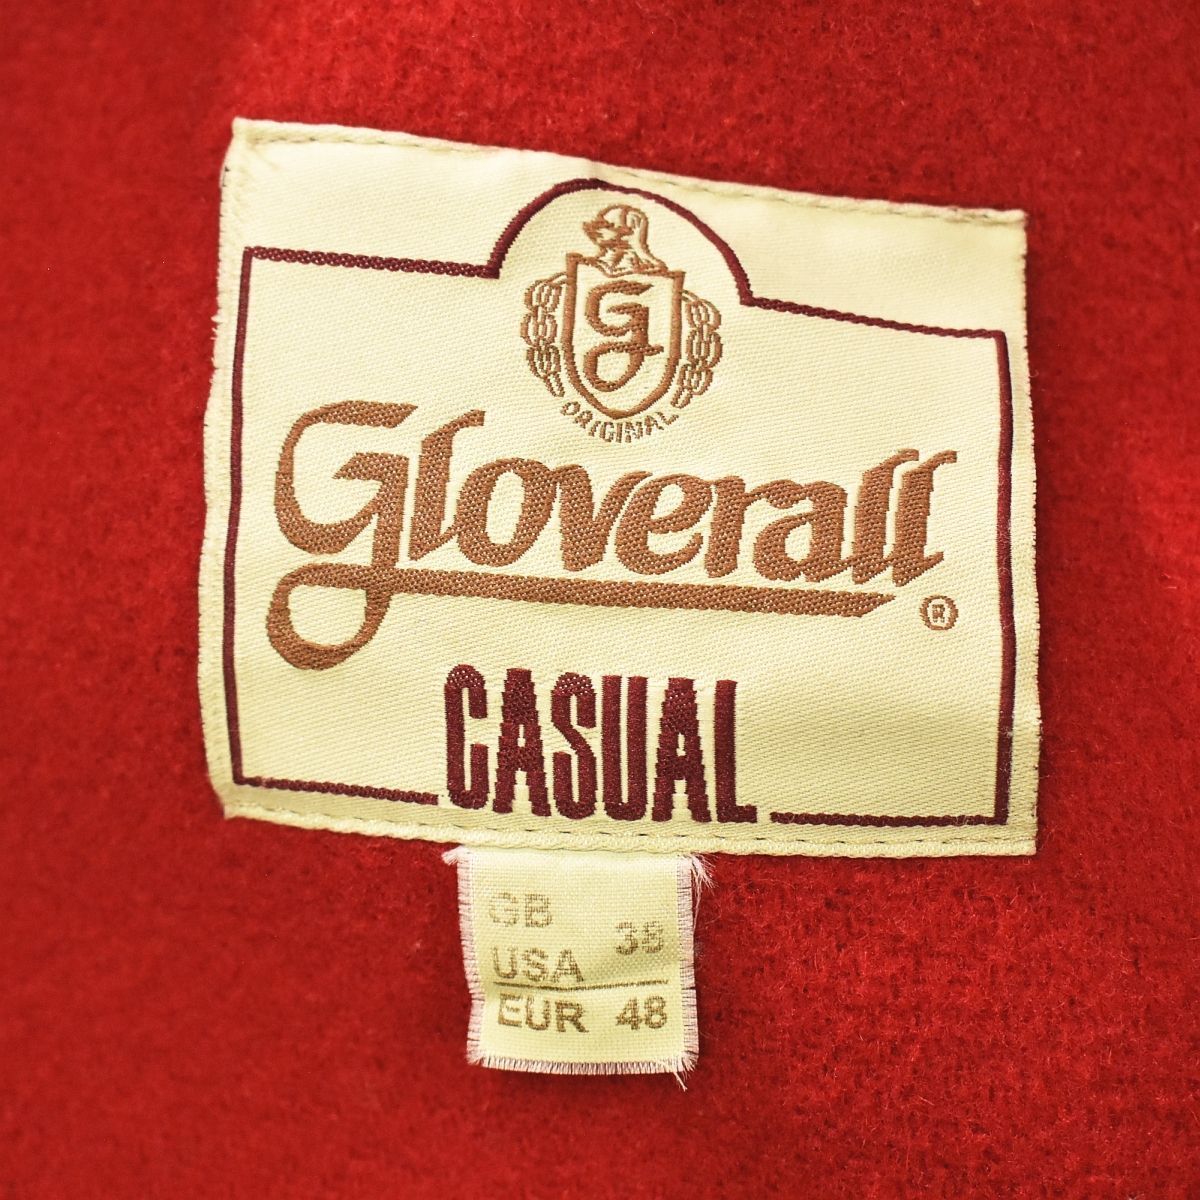 G
ORIGINAL
Gloverall ®
CASUAL
GB
USA 38
EUR 48